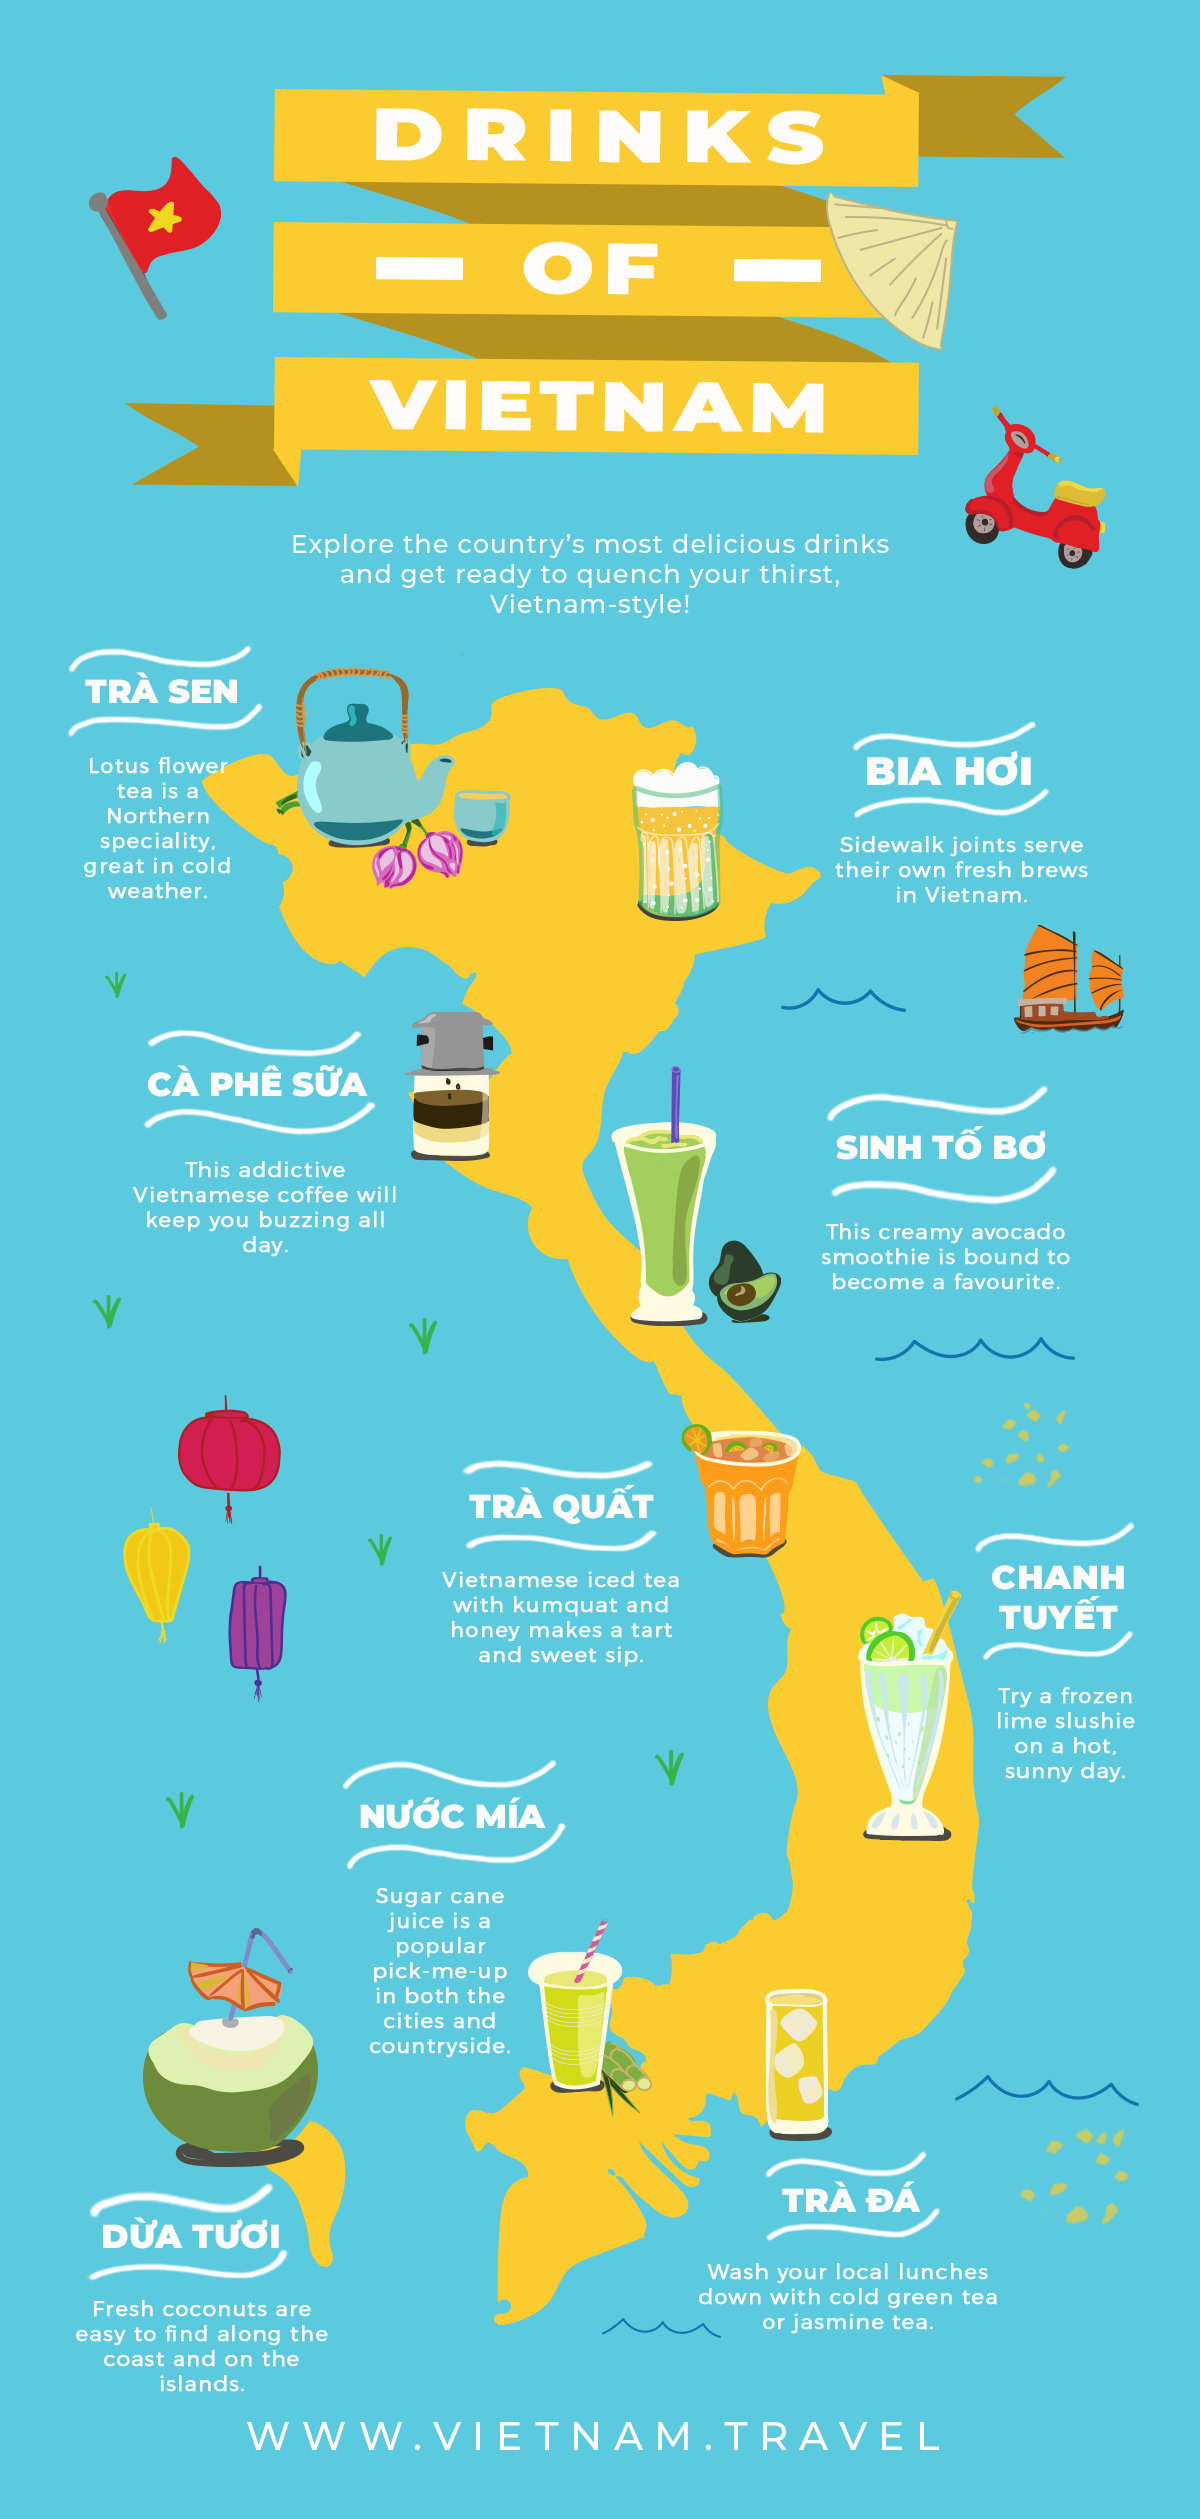 DRINKS
OF
VIETNAM
Explore the country’s most delicious drinks
and get ready to quench your thirst,
Vietnam-style!
TRÀ SEN
Lotus flower
tea is a
Northern
speciality,
great in cold
weather.
BIA HƠI
Sidewalk joints serve
their own fresh brews
in Vietnam.
CÀ PHÊ SỮA
This addictive
Vietnamese coffee will
keep you buzzing all
day.
SINH TỐ BƠ
This creamy avocado
smoothie is bound to
become a favourite.
TRÀ QUẤT
Vietnamese iced tea
with kumquat and
honey makes a tart
and sweet sip.
CHANH
TUYẾT
Try a frozen
lime slushie
on a hot,
sunny day.
NƯỚC MÍA
Sugar cane
juice is a
popular
pick-me-up
in both the
cities and
countryside.
TRÀ ĐÁ
Wash your local lunches
down with cold green tea
or jasmine tea.
DỪA TƯƠI
Fresh coconuts are
easy to find along the
coast and on the
islands.
WWW.VIETNAM.TRAVEL